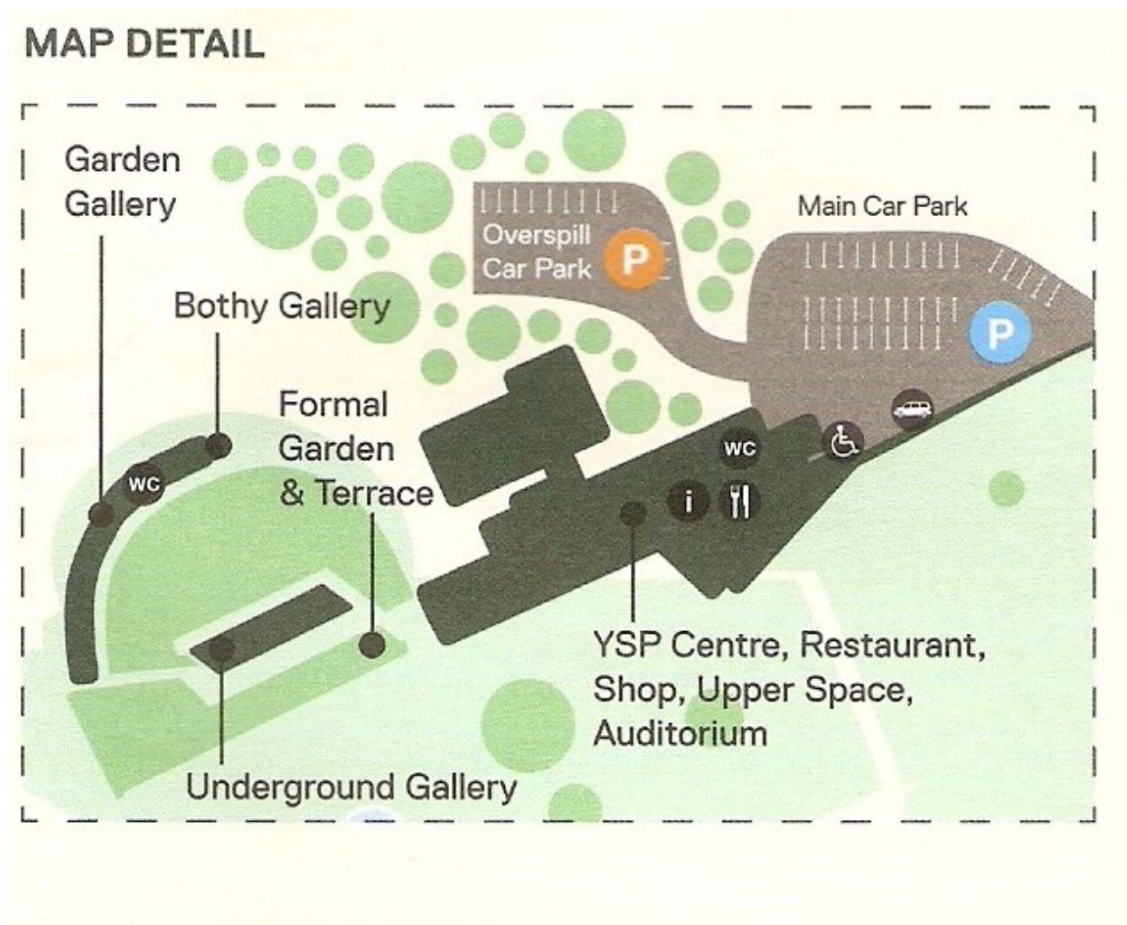 MAP DETAIL
Garden
Gallery
Bothy Gallery
Formal
Garden
& Terrace
Overspill
Car Park
P
Main Car Park
P
WC
WC
i
YSP Centre, Restaurant,
Shop, Upper Space,
Auditorium
Underground Gallery